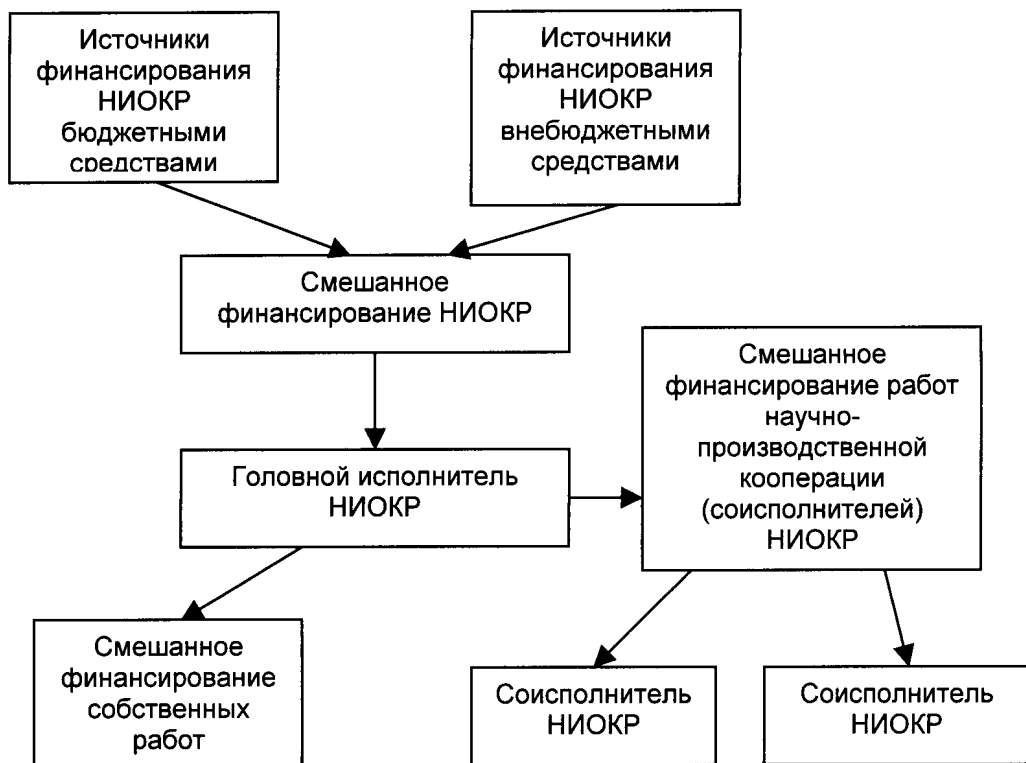 Источники
финансирования
НИОКР
бюджетными
средствами
Источники
финансирования
НИОКР
внебюджетными
средствами
Смешанное
финансирование НИОКР
Смешанное
финансирование работ
научно-
производственной
кооперации
(соисполнителей)
НИОКР
Головной исполнитель
НИОКР
Смешанное
финансирование
собственных
работ
Соисполнитель
НИОКР
Соисполнитель
НИОКР